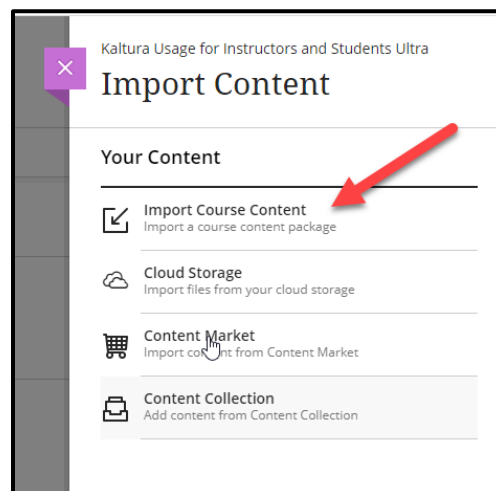 Kaltura Usage for Instructors and Students Ultra
Import Content
Your Content
Import Course Content
Import a course content package
Cloud Storage
Import files from your cloud storage
Content Market
Import content from Content Market
Content Collection
Add content from Content Collection